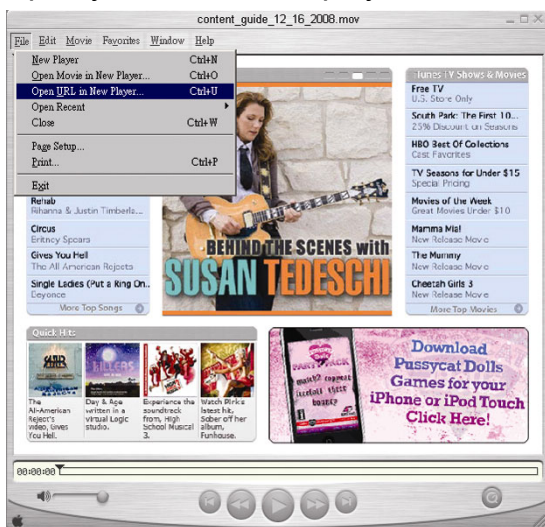 content_guide_12_16_2008.mov
File Edit Movie Favorites Window Help
New Player Ctrl+N
Open Movie in New Player... Ctrl+O
Open URL in New Player... Ctrl+U
Open Recent
Close Ctrl+W
Page Setup...
Print... Ctrl+P
Exit
Rehab
Rihanna & Justin Timberla...
Circus
Britney Spears
Gives You Hell
The All American Rejects
Single Ladies (Put a Ring On..
Beyonce
More Top Songs
BEHIND THE SCENES with
SUSAN TEDESCHI
iTunes TV Shows & Movies
Free TV
U.S. Store Only
South Park: The First 10...
25% Discount on Seasons
HBO Best Of Collections
Cast Favorites
TV Seasons for Under $15
Special Pricing
Movies of the Week
Great Movies Under $10
Mamma Mia!
New Release Movie
The Mummy
New Release Movie
Cheetah Girls 3
New Release Movie
More Top Movies
Quick Hits
The
All-American
Reject's
video, Gives
You Hell.
KILLERS
Day & Age
written in a
virtual Logic
studio.
Experience the
soundtrack
from, High
School Musical
3.
Watch P!nk's
latest hit,
Sober off her
album,
Funhouse.
PARTY PACK
Download
Pussycat Dolls
Games for your
iPhone or iPod Touch
Click Here!
00:00:00